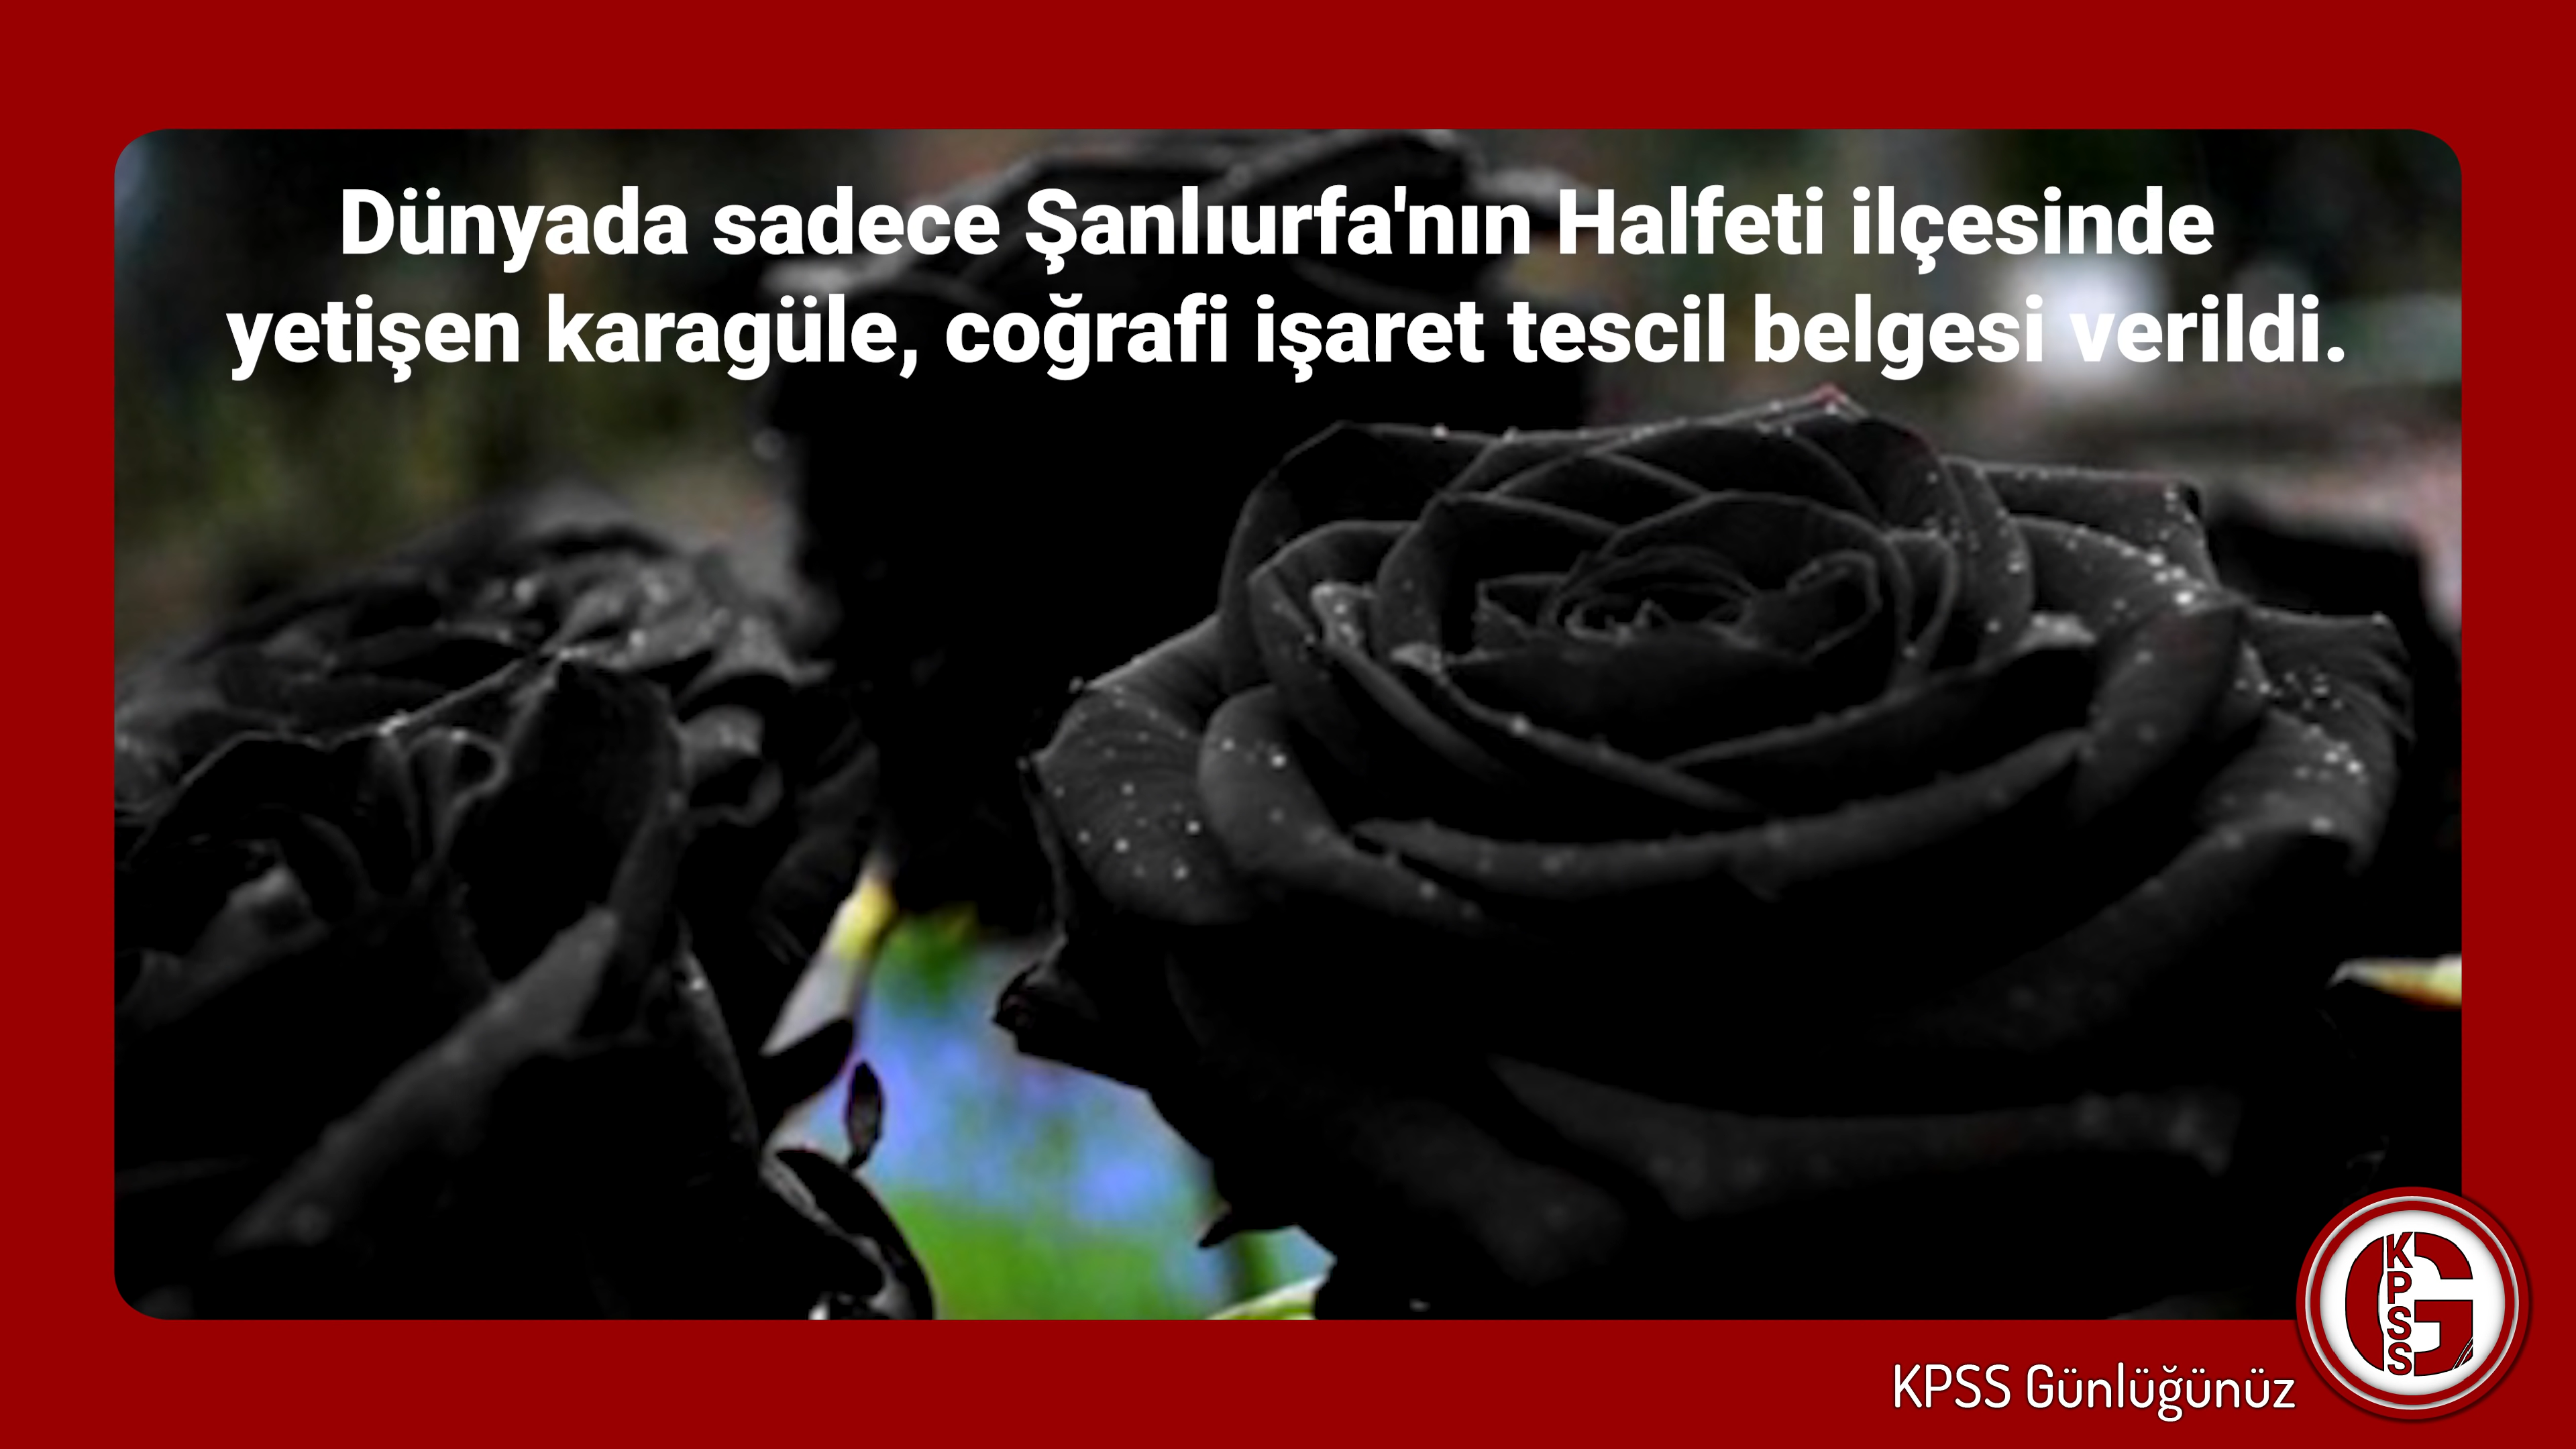 Dünyada sadece Şanlıurfa'nın Halfeti ilçesinde
yetişen karagüle, coğrafi işaret tescil belgesi verildi.
KPSS
G
KPSS Günlüğünüz